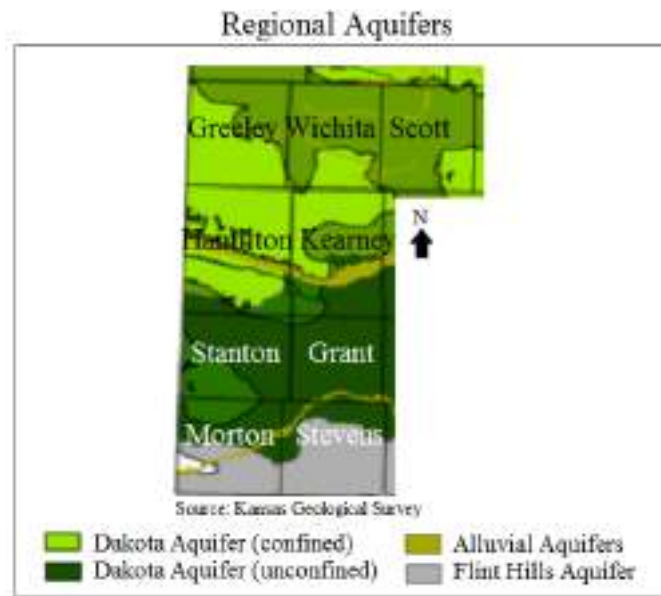 Regional Aquifers
Greeley Wichita Scott
N
Hamilton Kearney
Stanton Grant
Morton Stevens
Source: Kansas Geological Survey
Dakota Aquifer (confined)
Alluvial Aquifers
Dakota Aquifer (unconfined)
Flint Hills Aquifer